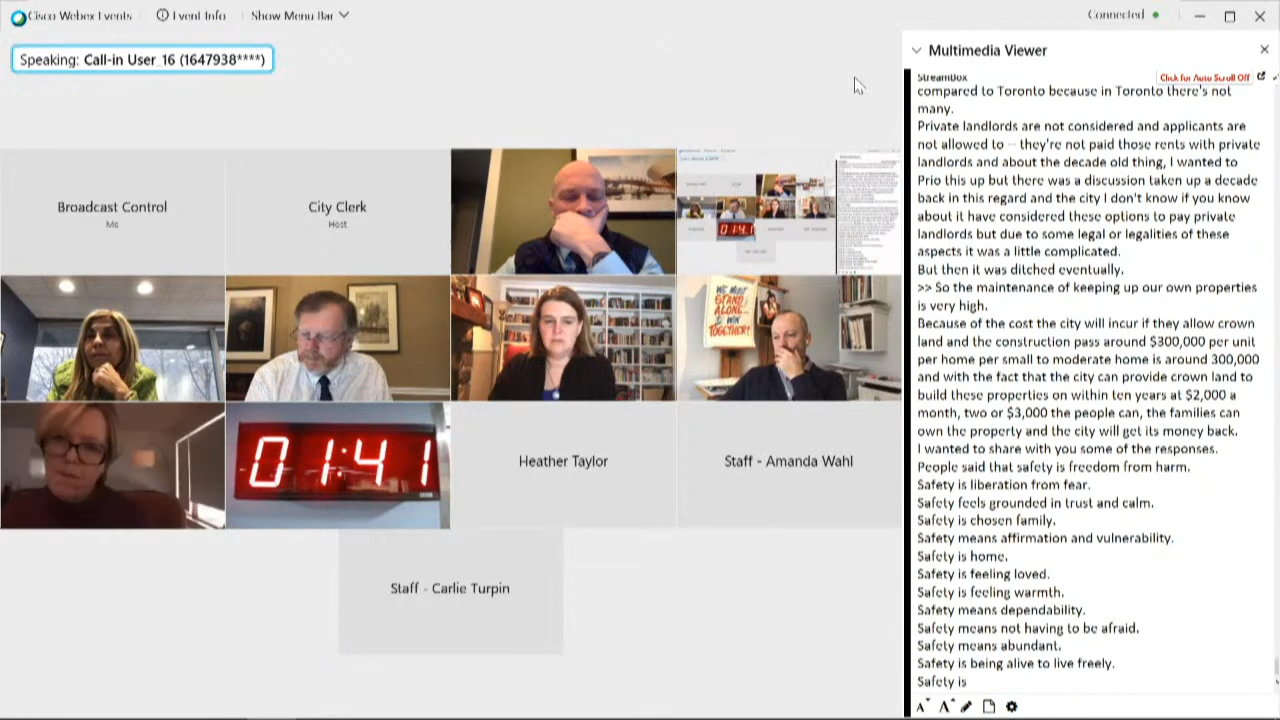 Cisco Webex Events
Event Info
Show Menu Bar
Connected
Speaking: Call-in User_16 (1647938****)
Broadcast Com
Me
City Clerk
Host
WE MUST
STAND
ALONE...
WIN
TOGETHER!
01:41
01:41
Heather Taylor
Staff - Amanda Wahl
Staff - Carlie Turpin
Multimedia Viewer
StreamBox
Click for Auto Scroll Off
compared to Toronto because in Toronto there's not
many.
Private landlords are not considered and applicants are
not allowed to -- they're not paid there rents with private
landlords and about the decade old thing, I wanted to
Prio this up but there was a discussion taken up a decade
back in this regard and the city I don't know if you know
about it have considered these options to pay private
landlords but due to some legal or legalities of these
aspects it was a little complicated.
But then it was ditched eventually.
>> So the maintenance of keeping up our own properties
is very high.
Because of the cost the city will incur if they allow crown
land and the construction pass around $300,000 per unit
per home per small to moderate home is around 300,000
and with the fact that the city can provide crown land to
build these properties on within ten years at $2,000 a
month, two or $3,000 the people can, the families can
own the property and the city will get its money back.
I wanted to share with you some of the responses.
People said that safety is freedom from harm.
Safety is liberation from fear.
Safety feels grounded in trust and calm.
Safety is chosen family.
Safety means affirmation and vulnerability.
Safety is home.
Safety is feeling loved.
Safety is feeling warmth.
Safety means dependability.
Safety means not having to be afraid.
Safety means abundant.
Safety is being alive to live freely.
Safety is